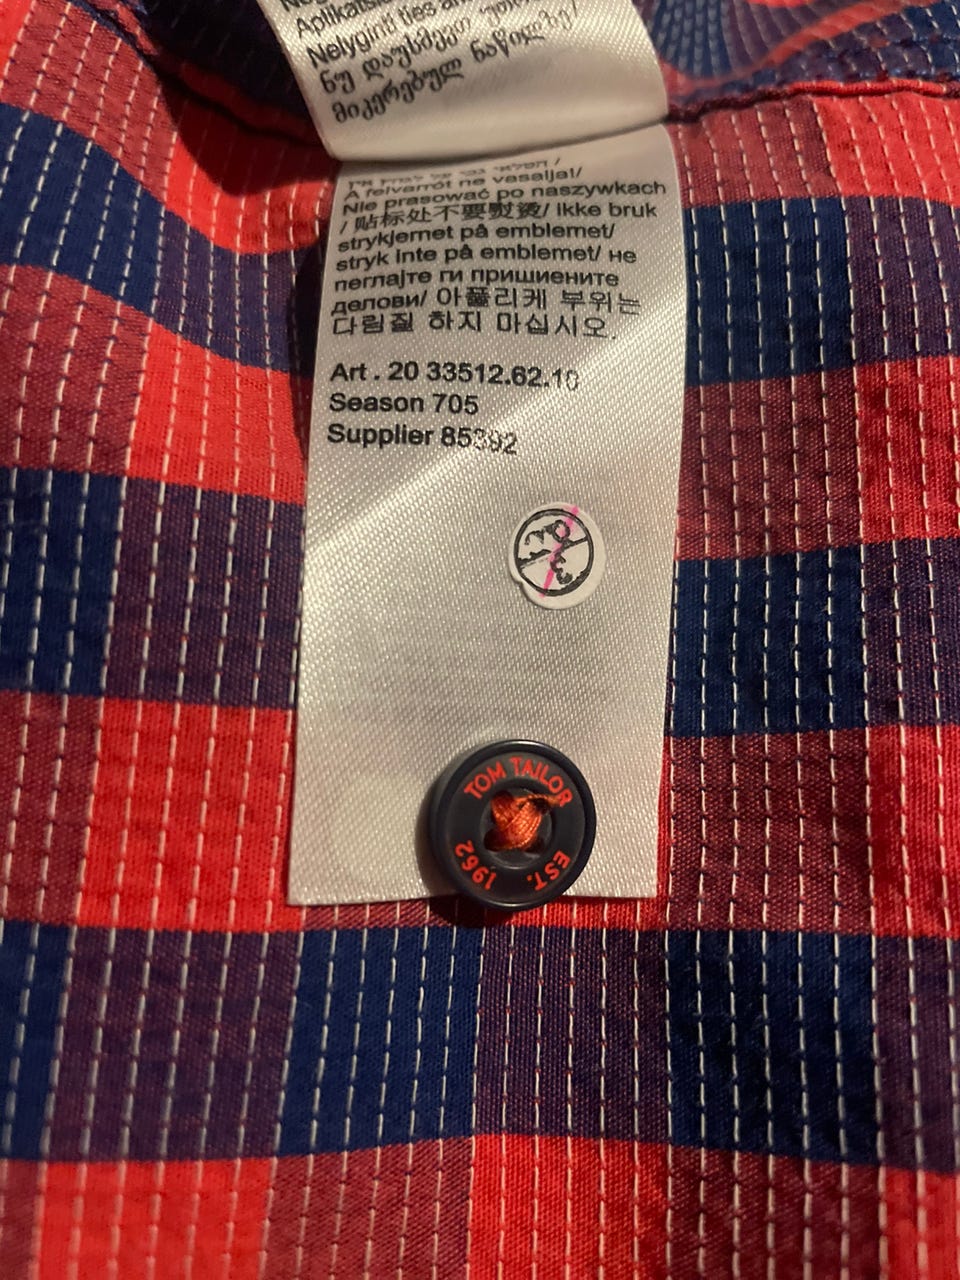 Aplikatsi
Nelyginti ties
ნუ დაუხშევთ
მიკერებულ ნაწილზე/
A felvarrót ne vasalja!/
Nie prasować po naszywkach
/ 贴标处不要熨烫/ ikke bruk
strykjernet på emblemet/
stryk inte på emblemet/ не
пеглајте ги пришиените
делови/ 아플리케 부위는
다림질 하지 마십시오.
Art . 20 33512.62.10
Season 705
Supplier 85392
TOM TAILOR
EST. 1962